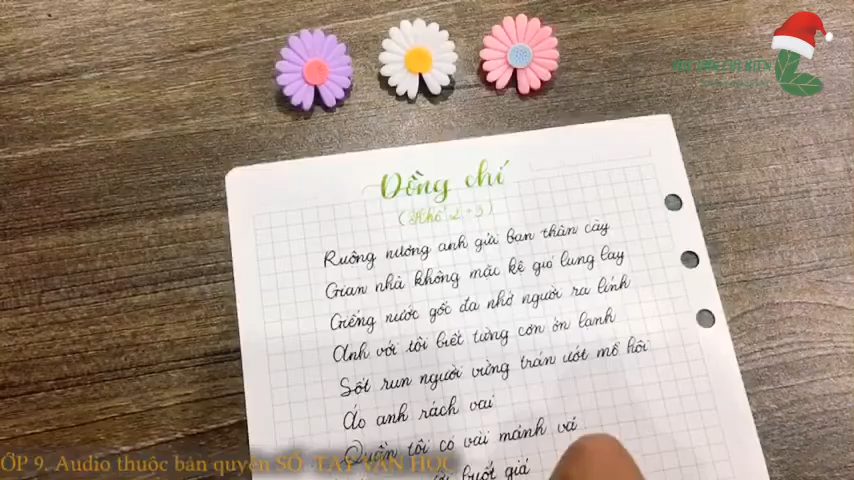 Đồng chí
(Khổ 2 + 3)
Ruộng nương anh gửi bạn thân cày
Gian nhà không mặc kệ gió lung lay
Giếng nước gốc đa nhớ người ra lính
Anh với tôi biết từng cơn ớn lạnh
Sốt run người vừng trán ướt mồ hôi
Áo anh rách vai
Quần tôi có vài mảnh vá
buốt giá
ỚP 9. Audio thuộc bản quyền SỔ TAY VĂN HỌC